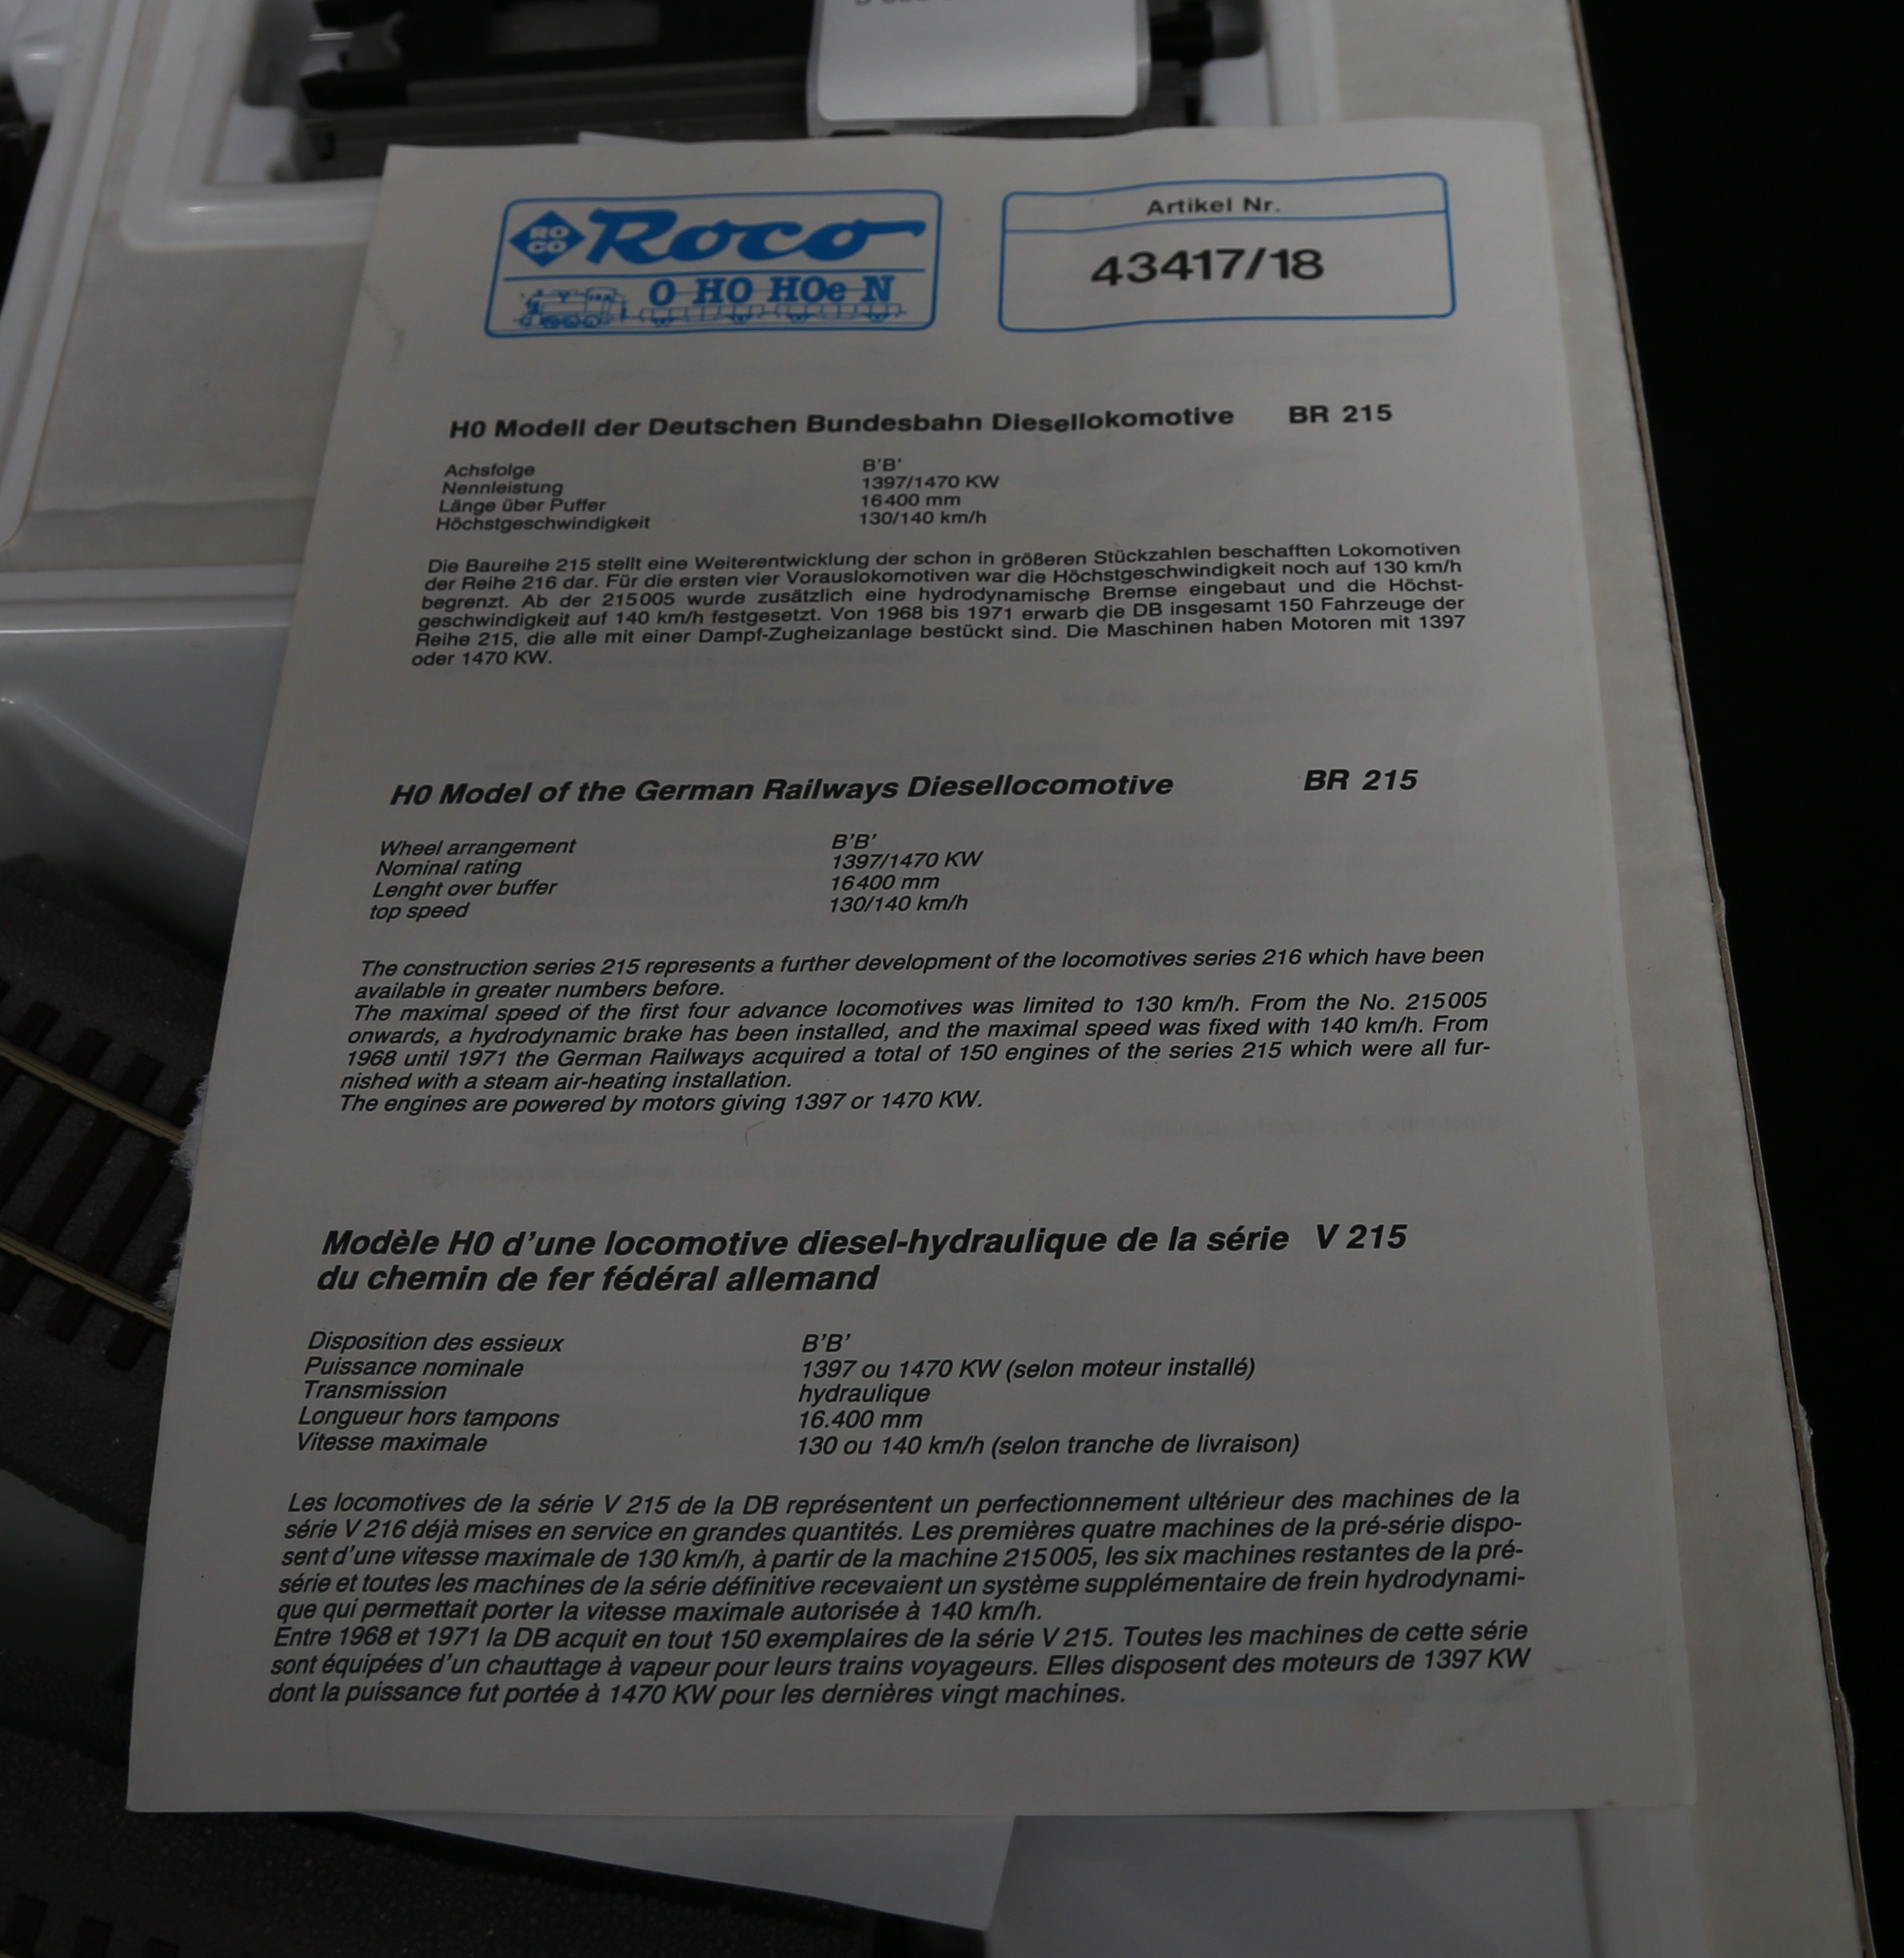 RO
CO
Roco
O HO HOe N
Artikel Nr.
43417/18
H0 Modell der Deutschen Bundesbahn Diesellokomotive BR 215
Achsfolge B'B'
Nennleistung 1397/1470 KW
Länge über Puffer 16400 mm
Höchstgeschwindigkeit 130/140 km/h
Die Baureihe 215 stellt eine Weiterentwicklung der schon in größeren Stückzahlen beschafften Lokomotiven
der Reihe 216 dar. Für die ersten vier Vorauslokomotiven war die Höchstgeschwindigkeit noch auf 130 km/h
begrenzt. Ab der 215005 wurde zusätzlich eine hydrodynamische Bremse eingebaut und die Höchst-
geschwindigkeit auf 140 km/h festgesetzt. Von 1968 bis 1971 erwarb die DB insgesamt 150 Fahrzeuge der
Reihe 215, die alle mit einer Dampf-Zugheizanlage bestückt sind. Die Maschinen haben Motoren mit 1397
oder 1470 KW.
H0 Model of the German Railways Diesellocomotive BR 215
Wheel arrangement B'B'
Nominal rating 1397/1470 KW
Lenght over buffer 16400 mm
top speed 130/140 km/h
The construction series 215 represents a further development of the locomotives series 216 which have been
available in greater numbers before.
The maximal speed of the first four advance locomotives was limited to 130 km/h. From the No. 215005
onwards, a hydrodynamic brake has been installed, and the maximal speed was fixed with 140 km/h. From
1968 until 1971 the German Railways acquired a total of 150 engines of the series 215 which were all fur-
nished with a steam air-heating installation.
The engines are powered by motors giving 1397 or 1470 KW.
Modèle H0 d'une locomotive diesel-hydraulique de la série V 215
du chemin de fer fédéral allemand
Disposition des essieux B'B'
Puissance nominale 1397 ou 1470 KW (selon moteur installé)
Transmission hydraulique
Longueur hors tampons 16.400 mm
Vitesse maximale 130 ou 140 km/h (selon tranche de livraison)
Les locomotives de la série V 215 de la DB représentent un perfectionnement ultérieur des machines de la
série V 216 déjà mises en service en grandes quantités. Les premières quatre machines de la pré-série dispo-
sent d'une vitesse maximale de 130 km/h, à partir de la machine 215005, les six machines restantes de la pré-
série et toutes les machines de la série définitive recevaient un système supplémentaire de frein hydrodynami-
que qui permettait porter la vitesse maximale autorisée à 140 km/h.
Entre 1968 et 1971 la DB acquit en tout 150 exemplaires de la série V 215. Toutes les machines de cette série
sont équipées d'un chauttage à vapeur pour leurs trains voyageurs. Elles disposent des moteurs de 1397 KW
dont la puissance fut portée à 1470 KW pour les dernières vingt machines.